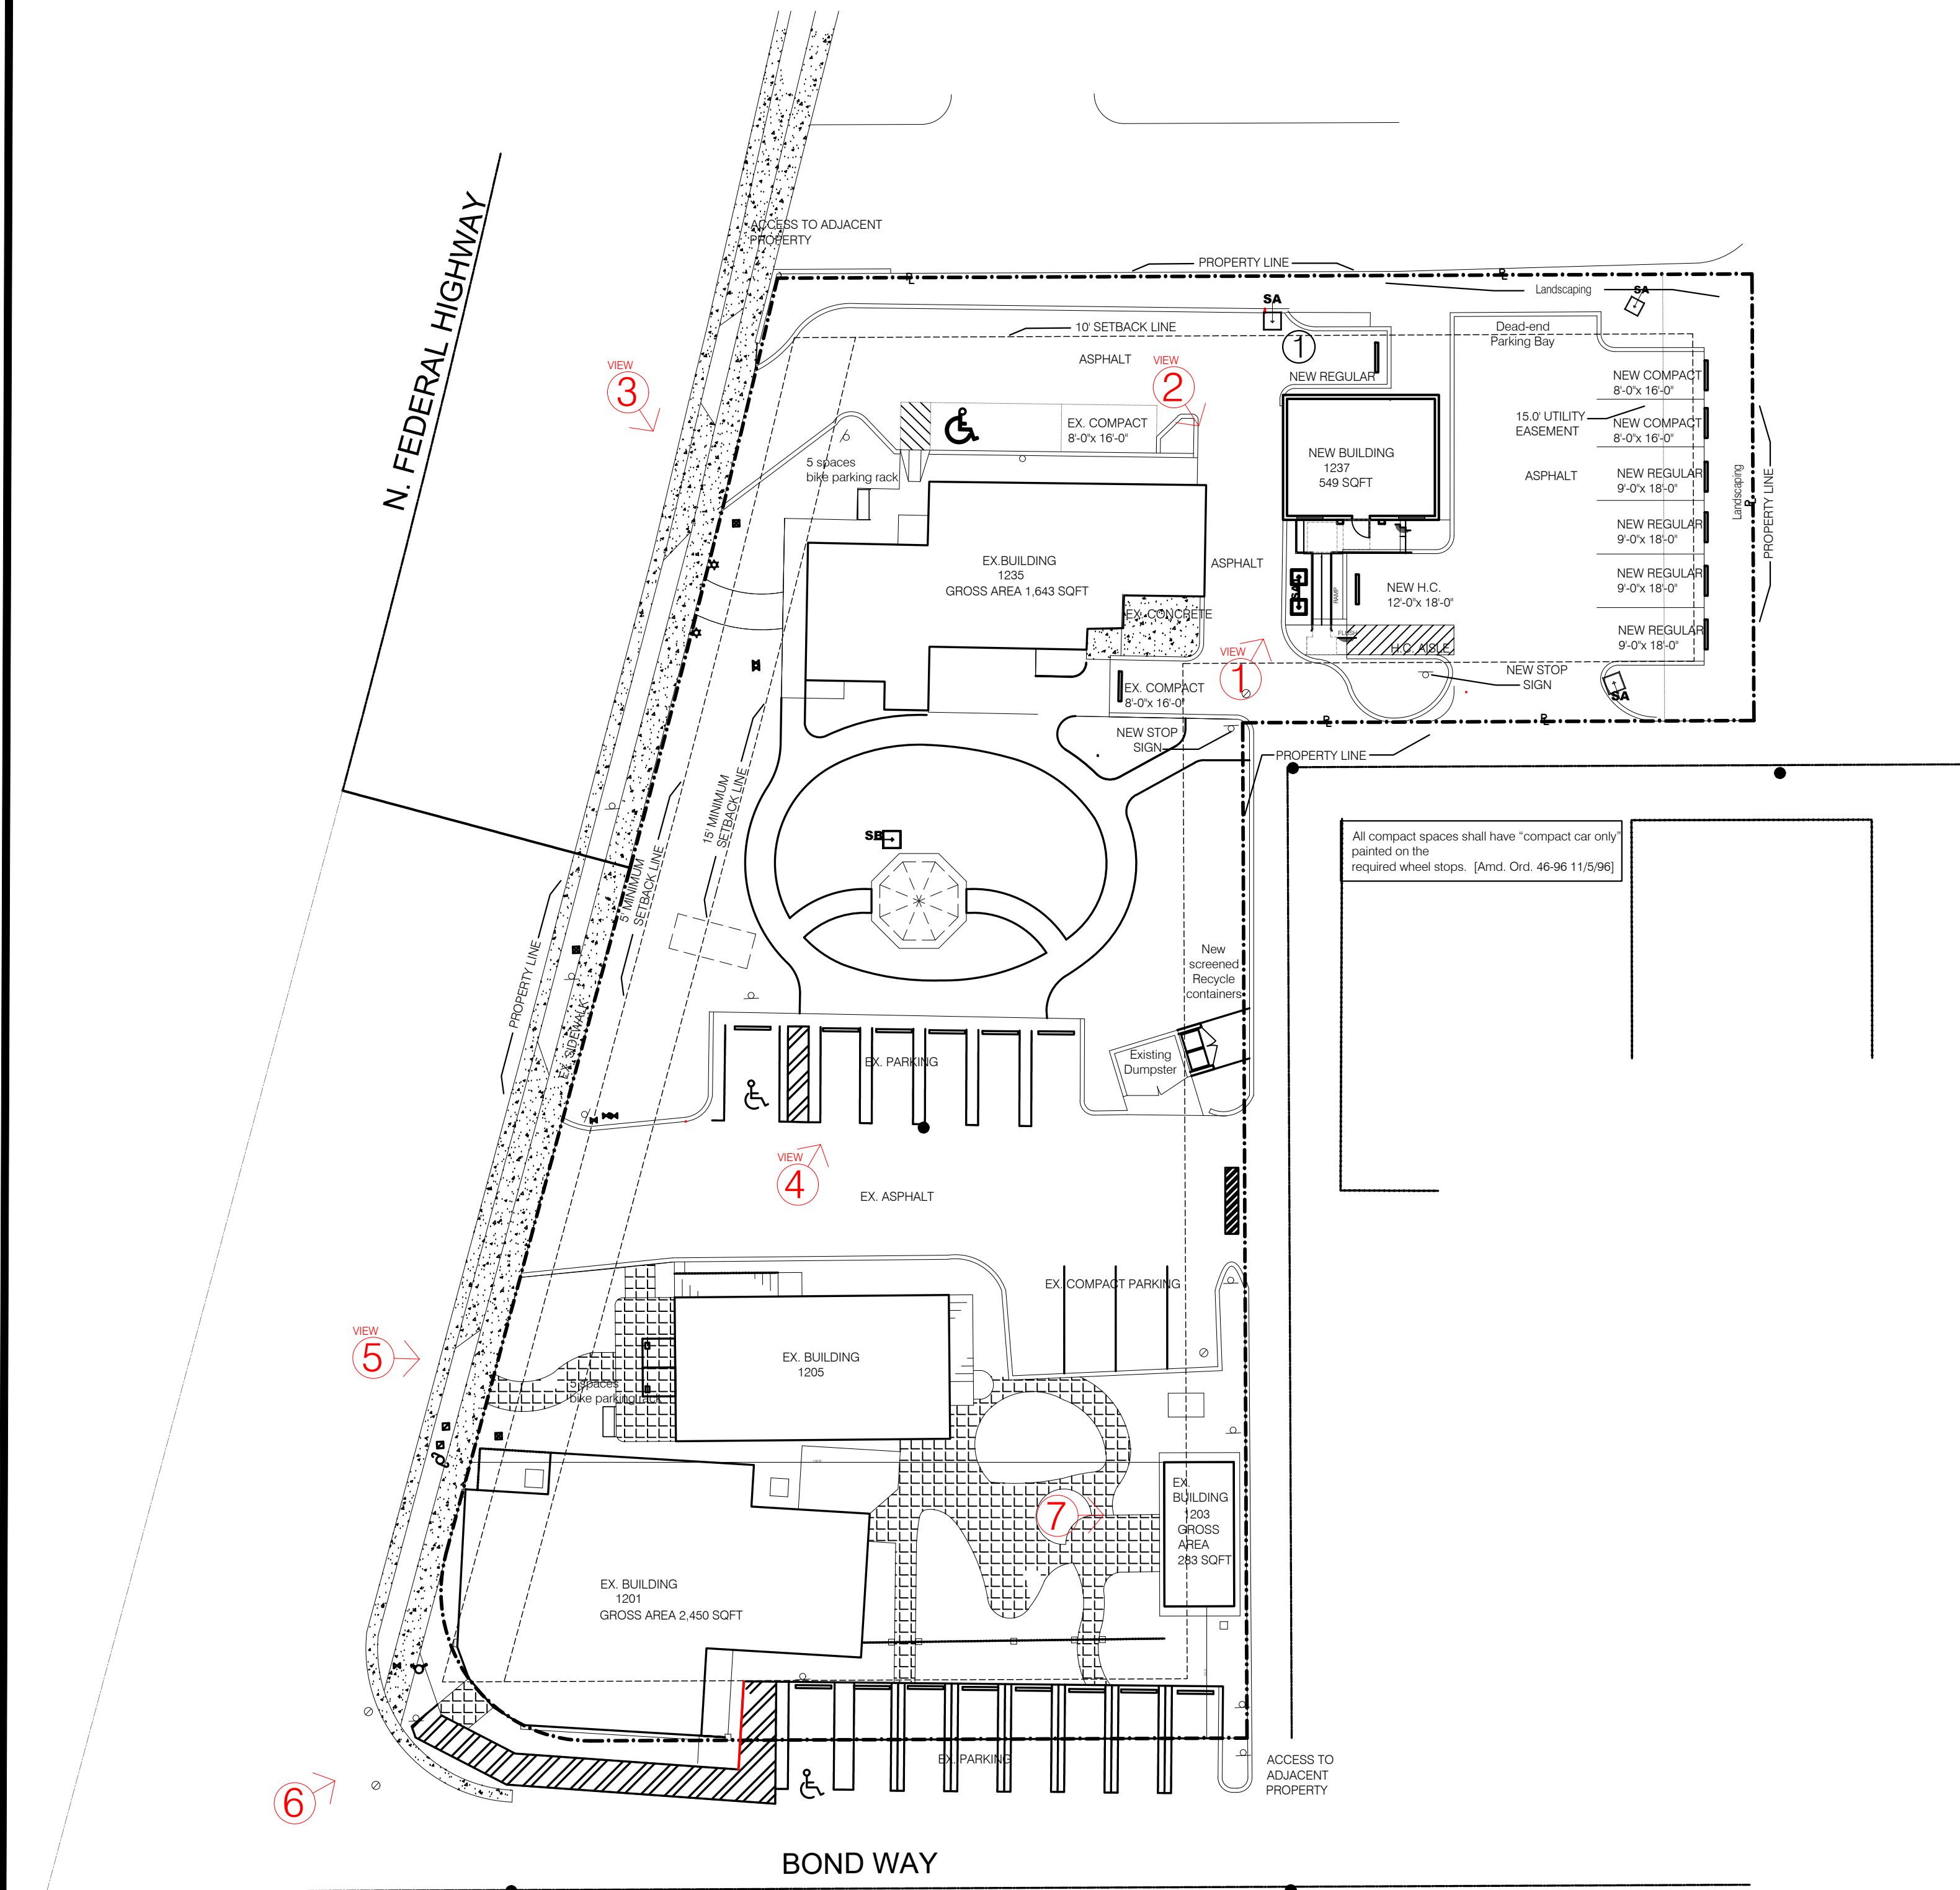 N. FEDERAL HIGHWAY
ACCESS TO ADJACENT
PROPERTY
PROPERTY LINE
Landscaping
SA
SA
10' SETBACK LINE
Dead-end
Parking Bay
ASPHALT
1
NEW REGULAR
VIEW
3
VIEW
2
NEW COMPACT
8'-0"x 16'-0"
EX. COMPACT
8'-0"x 16'-0"
15.0' UTILITY
EASEMENT
NEW COMPACT
8'-0"x 16'-0"
5 spaces
bike parking rack
NEW BUILDING
1237
549 SQFT
ASPHALT
NEW REGULAR
9'-0"x 18'-0"
Landscaping
PROPERTY LINE
NEW REGULAR
9'-0"x 18'-0"
EX.BUILDING
1235
GROSS AREA 1,643 SQFT
ASPHALT
NEW REGULAR
9'-0"x 18'-0"
SA
RAMP
NEW H.C.
12'-0"x 18'-0"
EX. CONCRETE
FLUSH
H.C. AISLE
NEW REGULAR
9'-0"x 18'-0"
VIEW
1
NEW STOP
SIGN
EX. COMPACT
8'-0"x 16'-0"
SA
NEW STOP
SIGN
PROPERTY LINE
15' MINIMUM
SETBACK LINE
5' MINIMUM
SETBACK LINE
SB
All compact spaces shall have "compact car only"
painted on the
required wheel stops. [Amd. Ord. 46-96 11/5/96]
PROPERTY LINE
EX. SIDEWALK
New
screened
Recycle
containers
EX. PARKING
Existing
Dumpster
VIEW
4
EX. ASPHALT
EX. COMPACT PARKING
VIEW
5
EX. BUILDING
1205
5 spaces
bike parking rack
7
EX.
BUILDING
1203
GROSS
AREA
283 SQFT
EX. BUILDING
1201
GROSS AREA 2,450 SQFT
EX. PARKING
ACCESS TO
ADJACENT
PROPERTY
6
BOND WAY